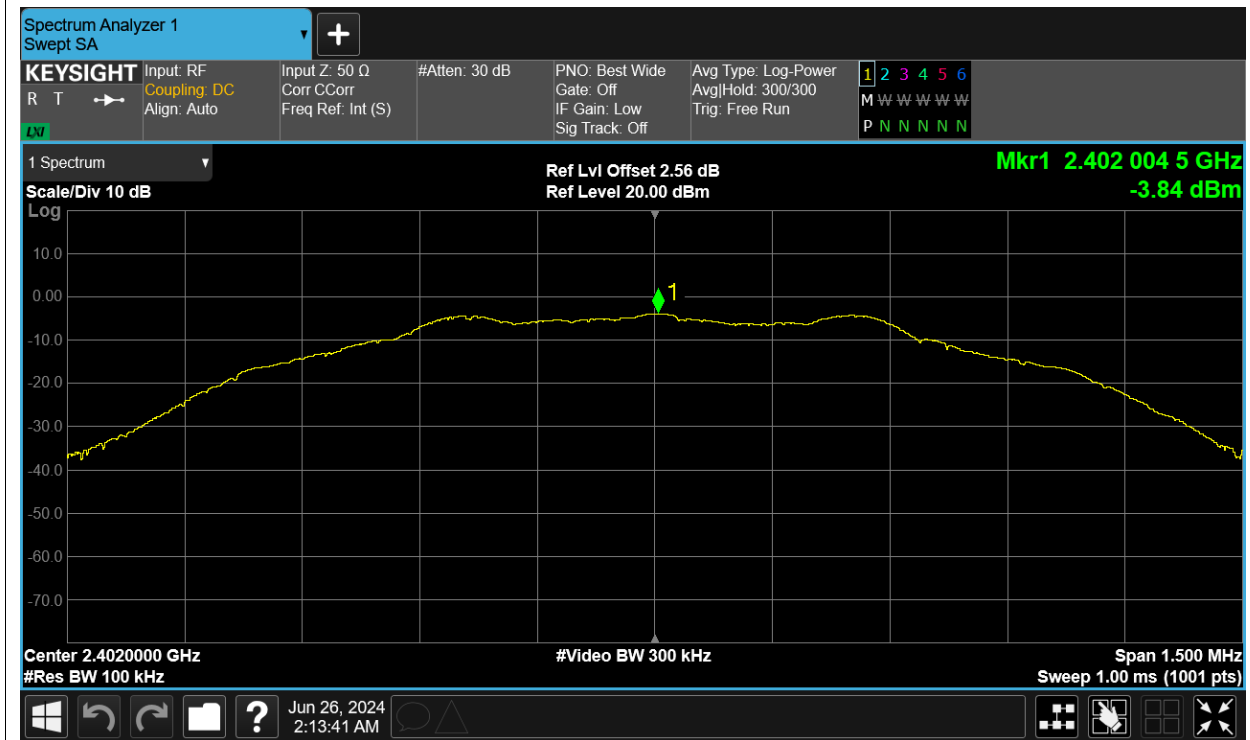 Spectrum Analyzer 1
Swept SA
KEYSIGHT
R T
LXI
Input: RF
Coupling: DC
Align: Auto
Input Z: 50 Ω
Corr CCorr
Freq Ref: Int (S)
#Atten: 30 dB
PNO: Best Wide
Gate: Off
IF Gain: Low
Sig Track: Off
Avg Type: Log-Power
Avg|Hold: 300/300
Trig: Free Run
1 2 3 4 5 6
M W W W W W
P N N N N N
1 Spectrum
Scale/Div 10 dB
Log
Ref Lvl Offset 2.56 dB
Ref Level 20.00 dBm
Mkr1 2.402 004 5 GHz
-3.84 dBm
10.0
0.00
1
-10.0
-20.0
-30.0
-40.0
-50.0
-60.0
-70.0
Center 2.4020000 GHz
#Res BW 100 kHz
#Video BW 300 kHz
Span 1.500 MHz
Sweep 1.00 ms (1001 pts)
?
Jun 26, 2024
2:13:41 AM